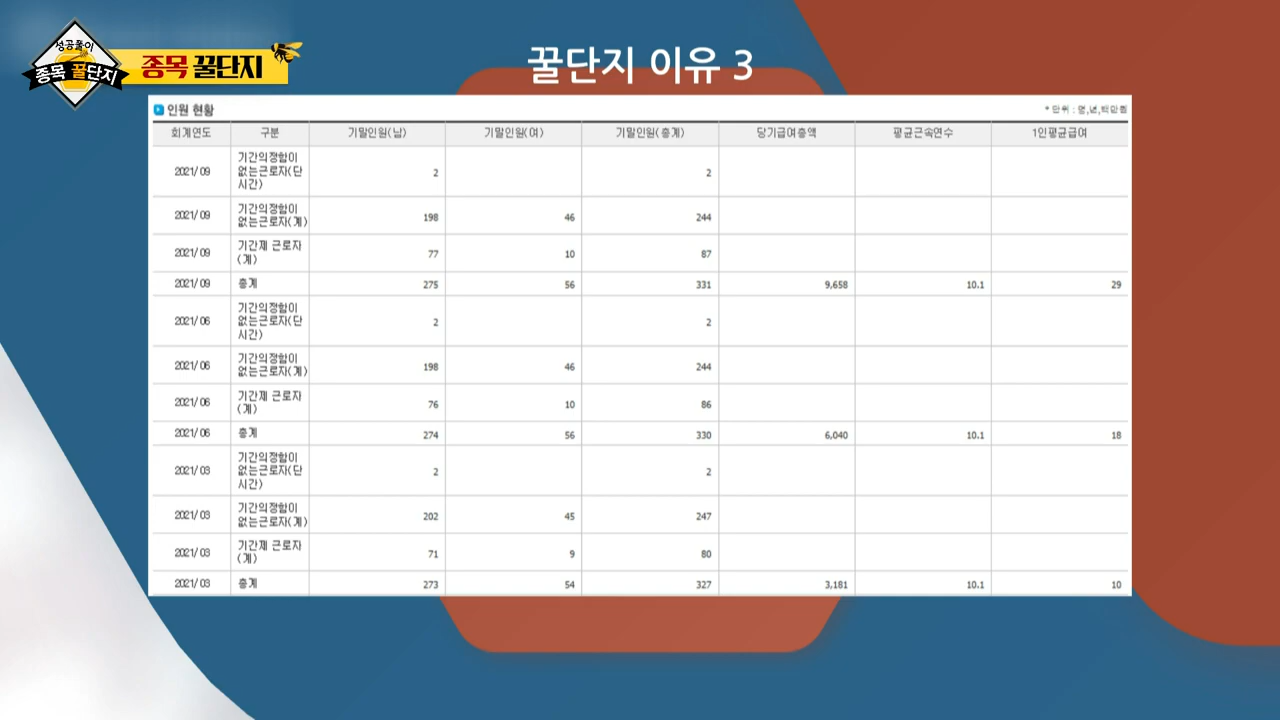 성공풀이
종목 꿀단지
종목 꿀단지
꿀단지 이유 3
인원 현황
* 단위 : 명,년,백만원
회계연도 구분 기말인원(남) 기말인원(여) 기말인원(총계) 당기급여총액 평균근속연수 1인평균급여
2021/09 기간의정함이 없는근로자(단시간) 2 2
2021/09 기간의정함이 없는근로자(계) 198 46 244
2021/09 기간제 근로자(계) 77 10 87
2021/09 총계 275 56 331 9,658 10.1 29
2021/06 기간의정함이 없는근로자(단시간) 2 2
2021/06 기간의정함이 없는근로자(계) 198 46 244
2021/06 기간제 근로자(계) 76 10 86
2021/06 총계 274 56 330 6,040 10.1 18
2021/03 기간의정함이 없는근로자(단시간) 2 2
2021/03 기간의정함이 없는근로자(계) 202 45 247
2021/03 기간제 근로자(계) 71 9 80
2021/03 총계 273 54 327 3,181 10.1 10